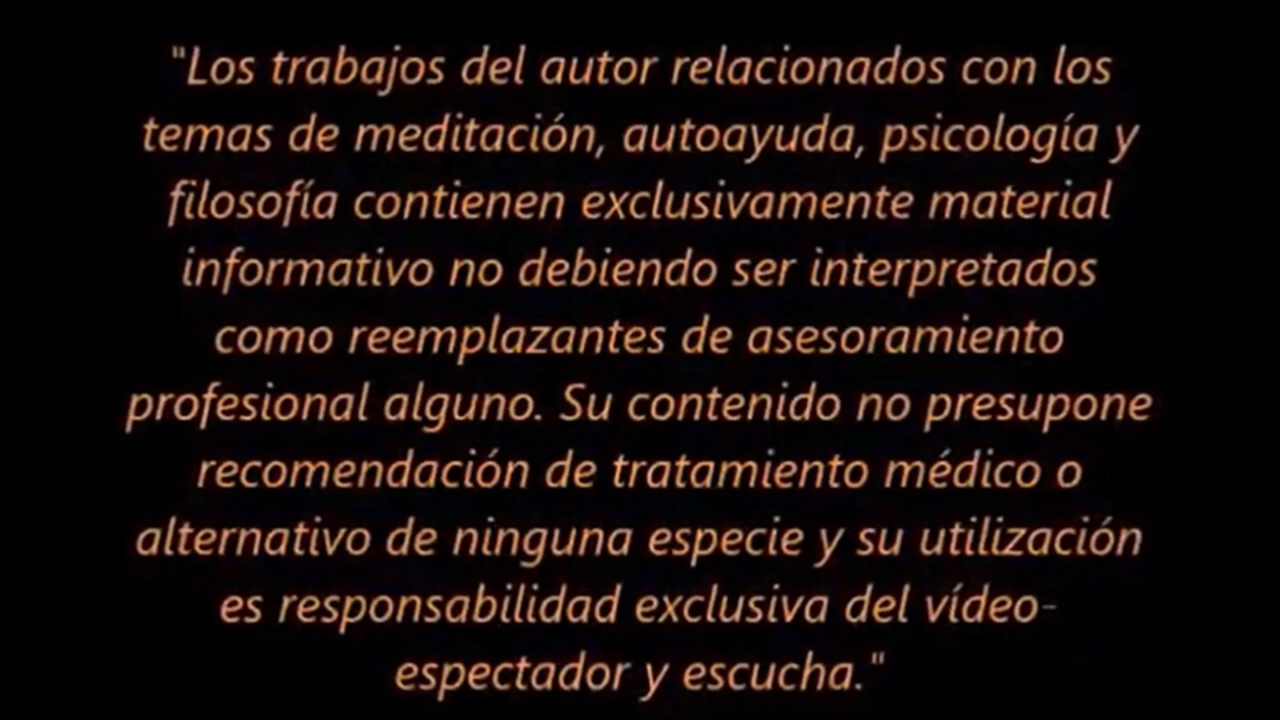 "Los trabajos del autor relacionados con los
temas de meditación, autoayuda, psicología y
filosofía contienen exclusivamente material
informativo no debiendo ser interpretados
como reemplazantes de asesoramiento
profesional alguno. Su contenido no presupone
recomendación de tratamiento médico o
alternativo de ninguna especie y su utilización
es responsabilidad exclusiva del vídeo-
espectador y escucha."